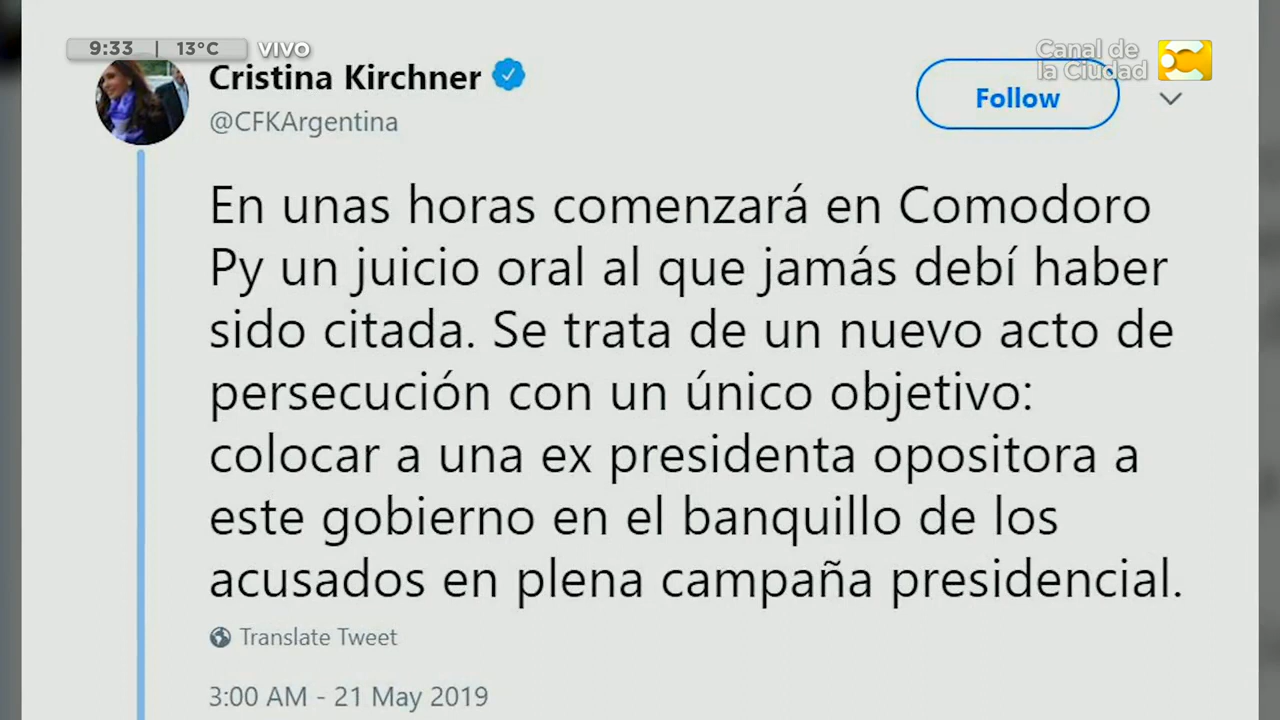 9:33 | 13°C VIVO
Canal de
la Ciudad
Cristina Kirchner
@CFKArgentina
Follow
En unas horas comenzará en Comodoro
Py un juicio oral al que jamás debí haber
sido citada. Se trata de un nuevo acto de
persecución con un único objetivo:
colocar a una ex presidenta opositora a
este gobierno en el banquillo de los
acusados en plena campaña presidencial.
Translate Tweet
3:00 AM - 21 May 2019